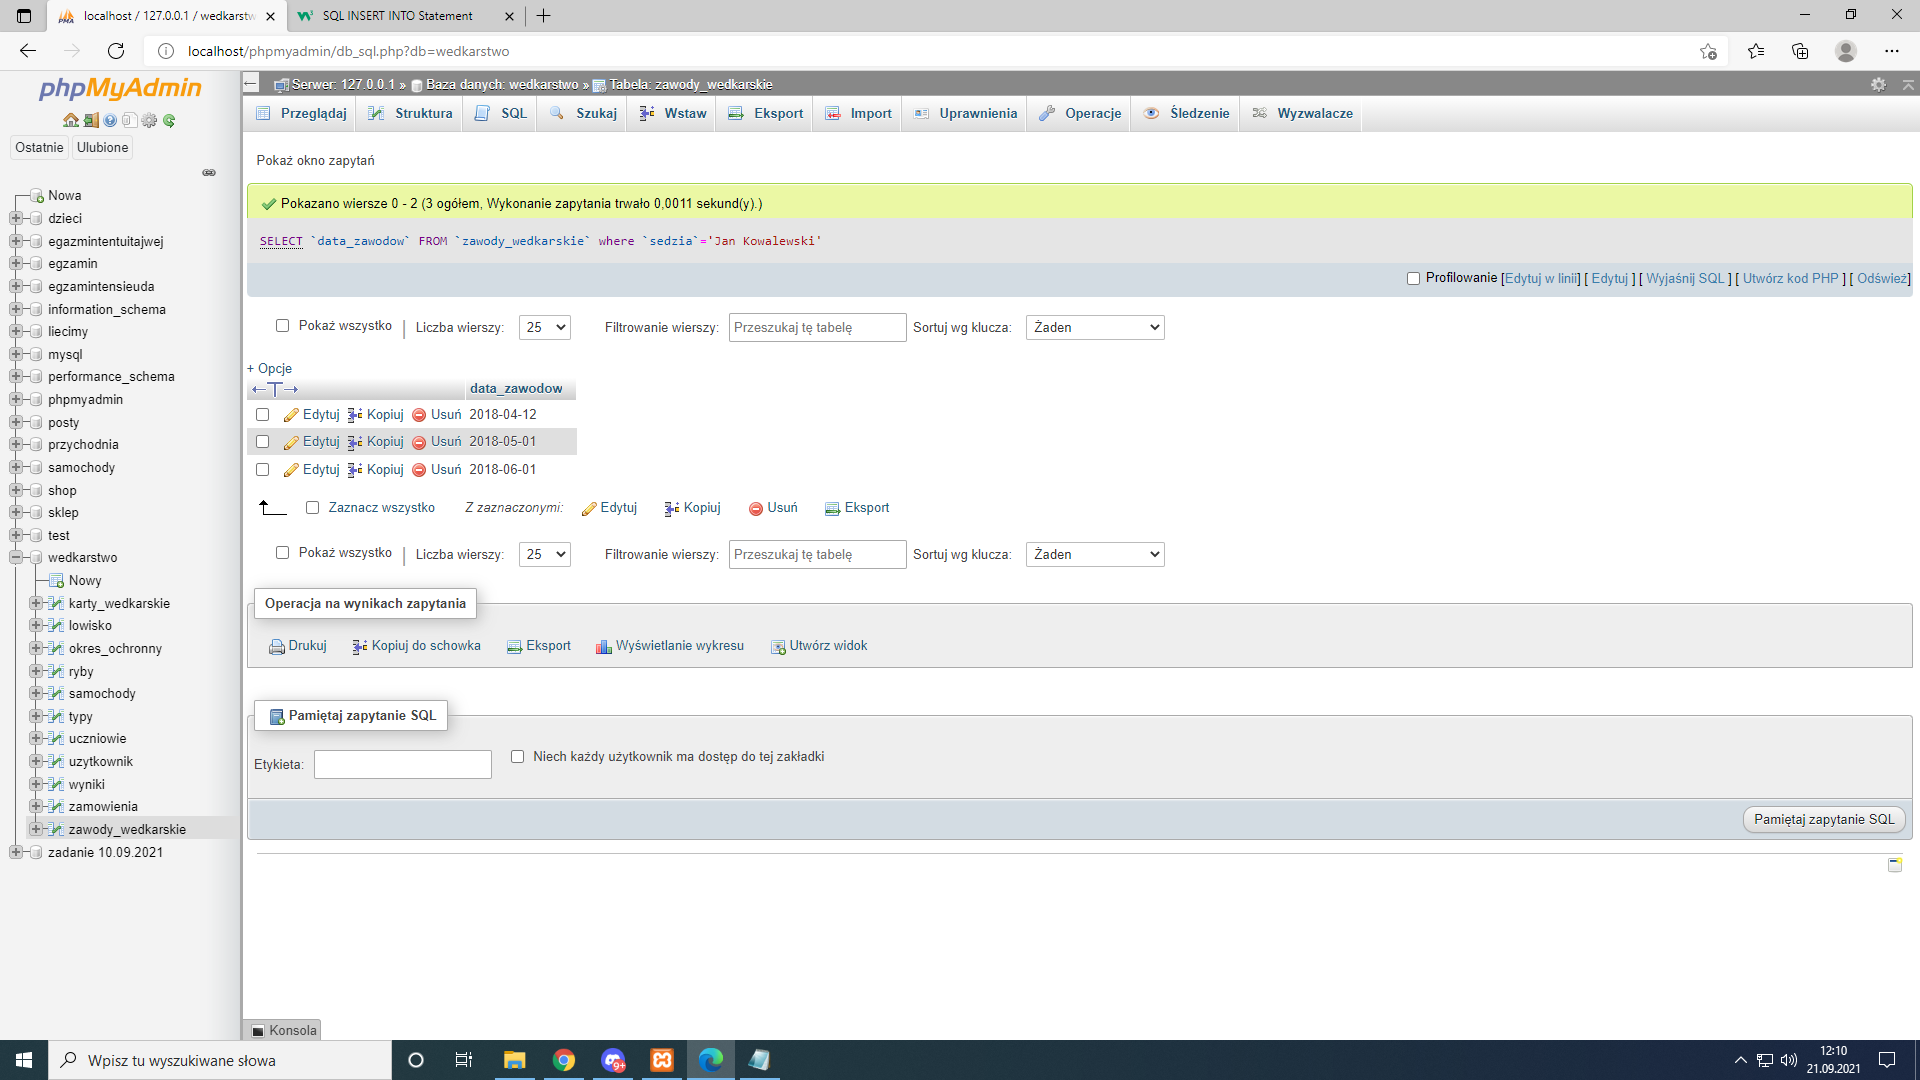 localhost / 127.0.0.1 / wedkarstw
SQL INSERT INTO Statement
localhost/phpmyadmin/db_sql.php?db=wedkarstwo
phpMyAdmin
Ostatnie
Ulubione
Nowa
dzieci
egazmintentuitajwej
egzamin
egzamintensieuda
information_schema
liecimy
mysql
performance_schema
phpmyadmin
posty
przychodnia
samochody
shop
sklep
test
wedkarstwo
Nowy
karty_wedkarskie
lowisko
okres_ochronny
ryby
samochody
typy
uczniowie
uzytkownik
wyniki
zamowienia
zawody_wedkarskie
zadanie 10.09.2021
Serwer: 127.0.0.1 » Baza danych: wedkarstwo » Tabela: zawody_wedkarskie
Przeglądaj Struktura SQL Szukaj Wstaw Eksport Import Uprawnienia Operacje Śledzenie Wyzwalacze
Pokaż okno zapytań
Pokazano wiersze 0 - 2 (3 ogółem, Wykonanie zapytania trwało 0,0011 sekund(y).)
SELECT `data_zawodow` FROM `zawody_wedkarskie` where `sedzia`='Jan Kowalewski'
Profilowanie [Edytuj w linii] [ Edytuj ] [ Wyjaśnij SQL ] [ Utwórz kod PHP ] [ Odśwież]
Pokaż wszystko | Liczba wierszy: 25 Filtrowanie wierszy: Przeszukaj tę tabelę Sortuj wg klucza: Żaden
+ Opcje
←T→ data_zawodow
Edytuj Kopiuj Usuń 2018-04-12
Edytuj Kopiuj Usuń 2018-05-01
Edytuj Kopiuj Usuń 2018-06-01
Zaznacz wszystko Z zaznaczonymi: Edytuj Kopiuj Usuń Eksport
Pokaż wszystko | Liczba wierszy: 25 Filtrowanie wierszy: Przeszukaj tę tabelę Sortuj wg klucza: Żaden
Operacja na wynikach zapytania
Drukuj Kopiuj do schowka Eksport Wyświetlanie wykresu Utwórz widok
Pamiętaj zapytanie SQL
Etykieta: Niech każdy użytkownik ma dostęp do tej zakładki
Pamiętaj zapytanie SQL
Konsola
Wpisz tu wyszukiwane słowa
9+
12:10
21.09.2021